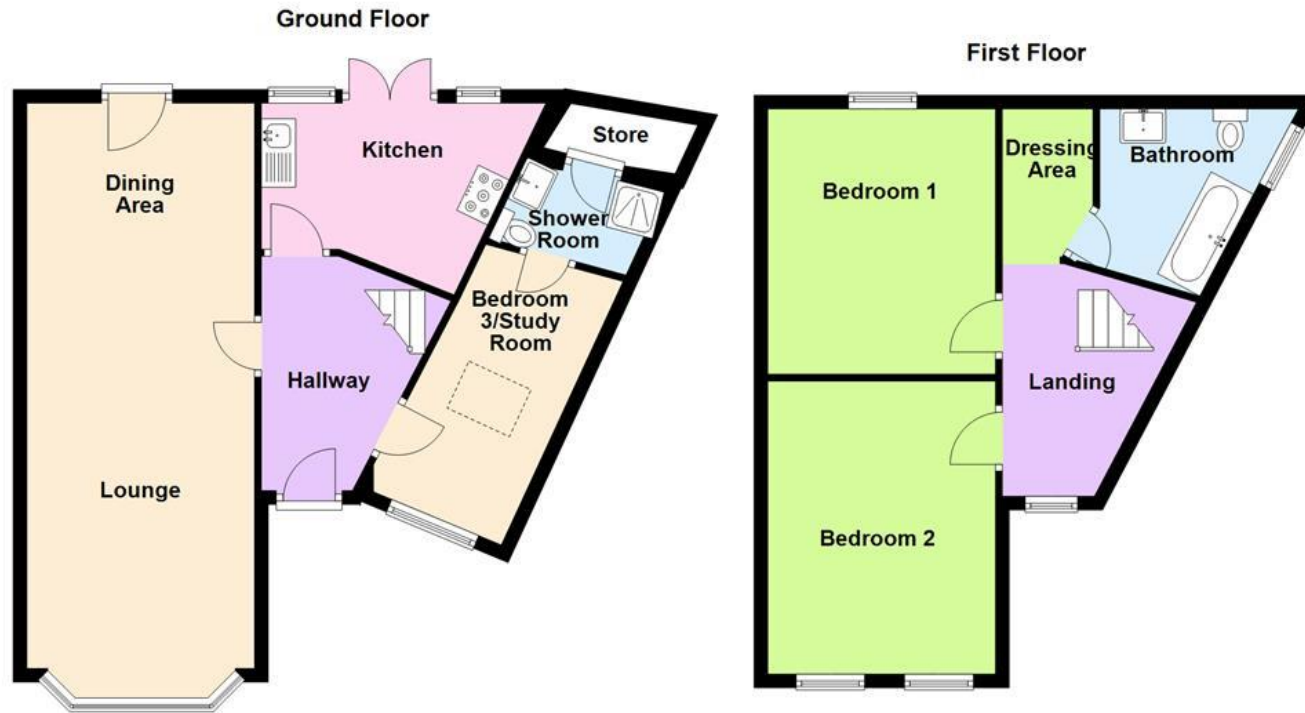 Ground Floor
Dining
Area
Kitchen
Store
Shower
Room
Bedroom
3/Study
Room
Hallway
Lounge
First Floor
Bedroom 1
Dressing
Area
Bathroom
Landing
Bedroom 2